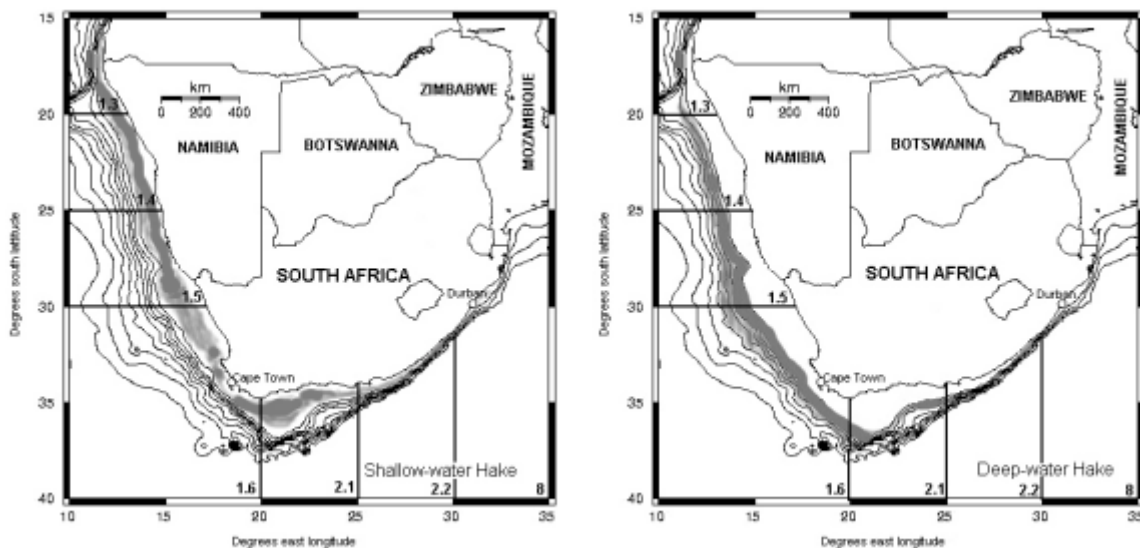 15
20
25
30
35
40
Degrees south lattitude
1.3
1.4
1.5
km
0 200 400
NAMIBIA
BOTSWANNA
ZIMBABWE
MOZAMBIQUE
SOUTH AFRICA
Durban
Cape Town
Shallow-water Hake
1.6
2.1
2.2
8
10 15 20 25 30 35
Degrees east longitude
15
20
25
30
35
40
Degrees south lattitude
1.3
1.4
1.5
km
0 200 400
NAMIBIA
BOTSWANNA
ZIMBABWE
MOZAMBIQUE
SOUTH AFRICA
Durban
Cape Town
Deep-water Hake
1.6
2.1
2.2
8
10 15 20 25 30 35
Degrees east longitude